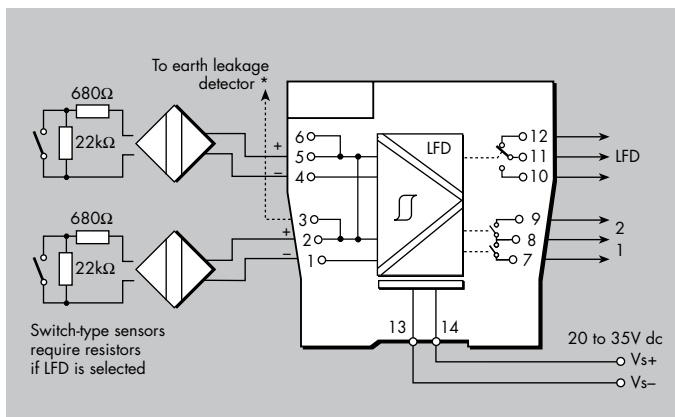 To earth leakage
detector *
680Ω
22kΩ
+
−
6
5
4
3
2
1
LFD
12
11
10
LFD
9
8
7
2
1
680Ω
22kΩ
+
−
Switch-type sensors
require resistors
if LFD is selected
13
14
20 to 35V dc
Vs+
Vs–